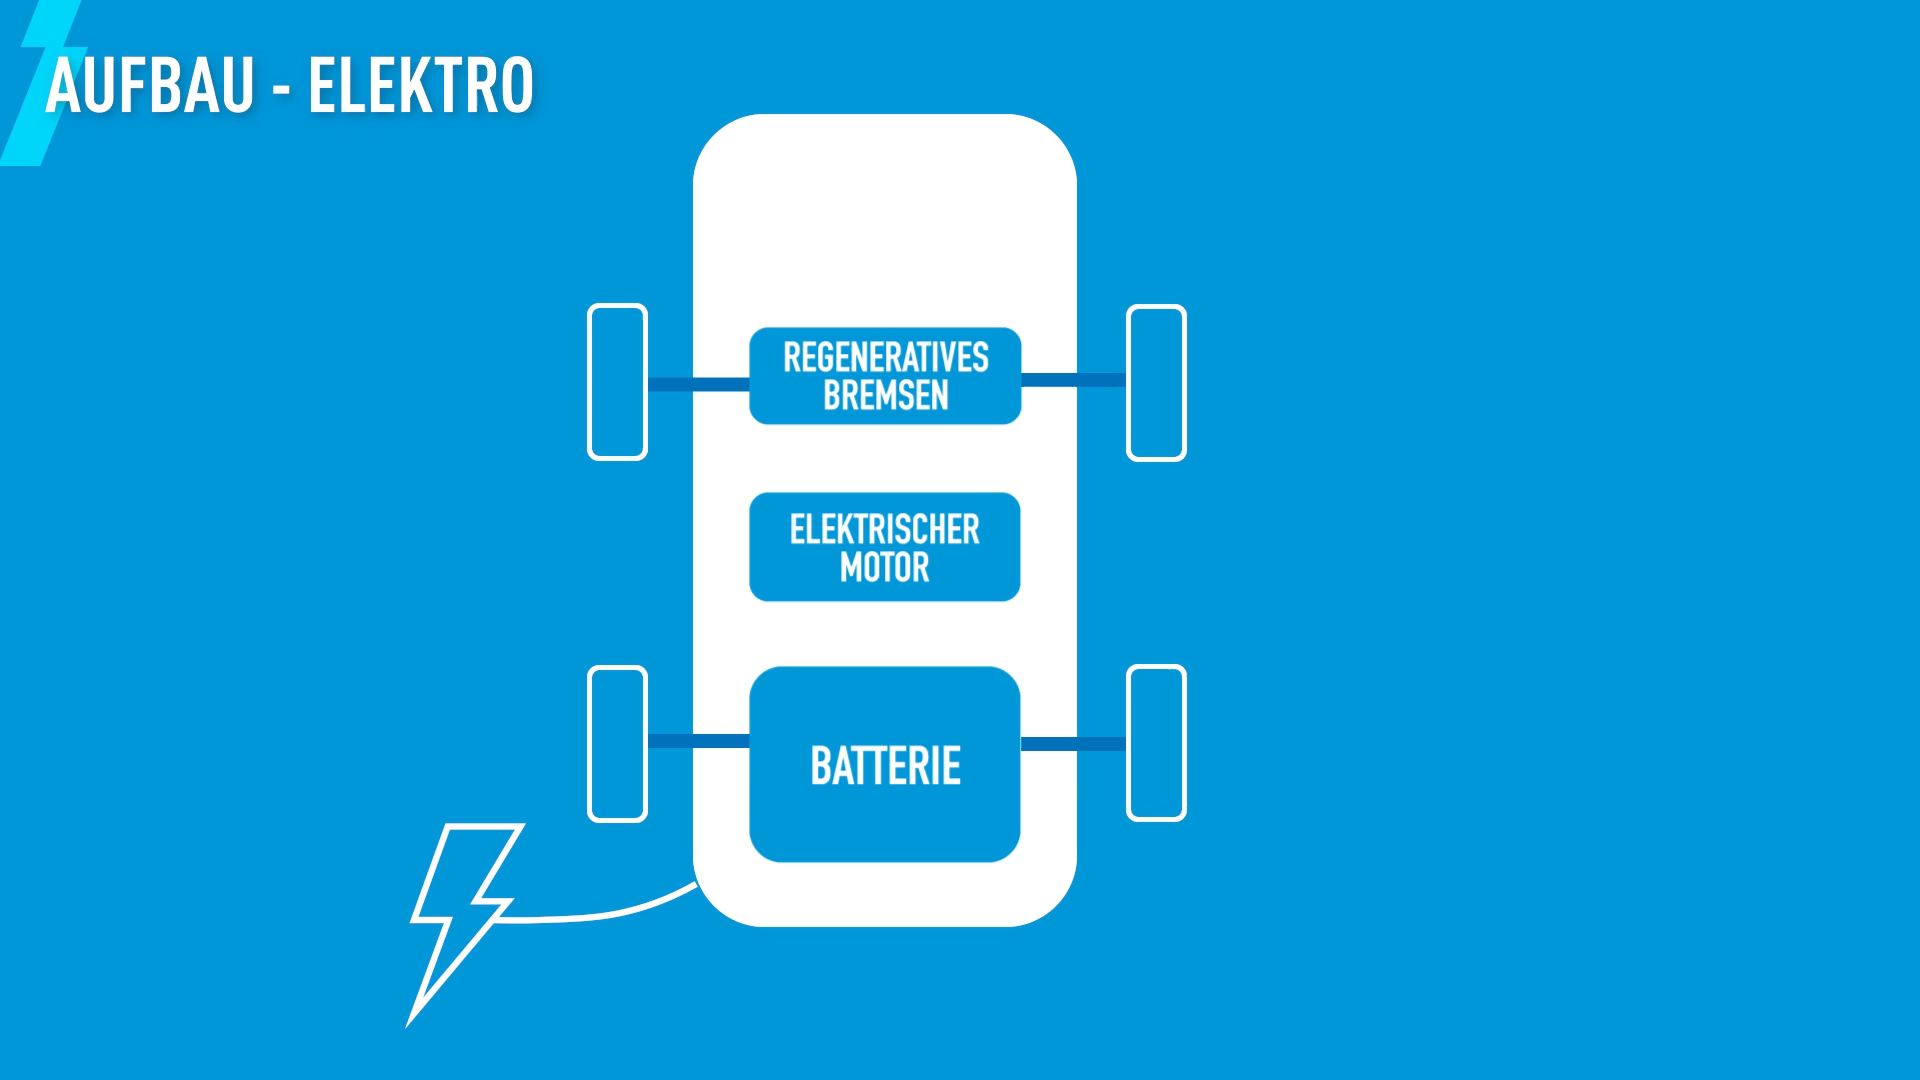 AUFBAU - ELEKTRO
REGENERATIVES
BREMSEN
ELEKTRISCHER
MOTOR
BATTERIE